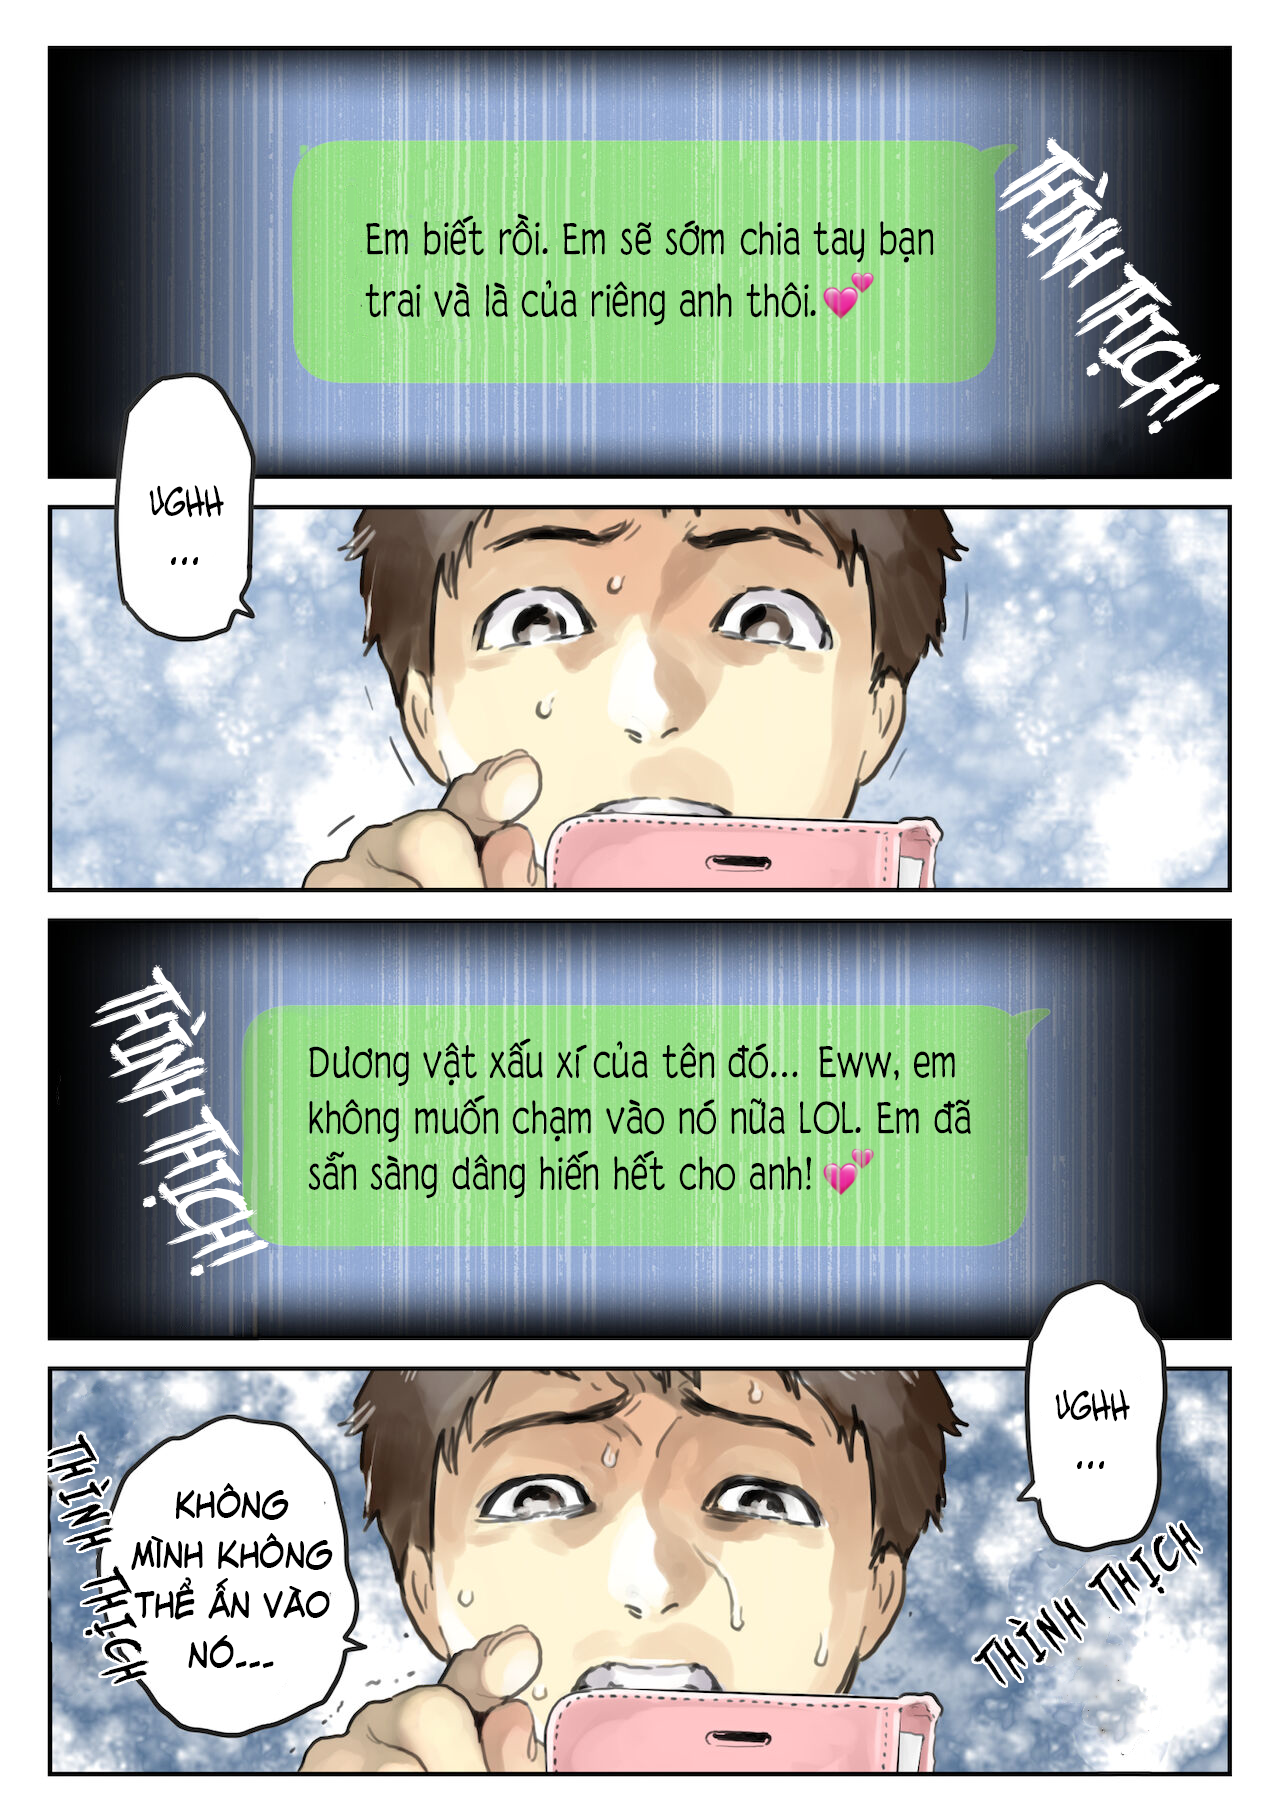 Em biết rồi. Em sẽ sớm chia tay bạn
trai và là của riêng anh thôi.💕
THÌNH THỊCH!
UGHH
...
Dương vật xấu xí của tên đó... Eww, em
không muốn chạm vào nó nữa LOL. Em đã
sẵn sàng dâng hiến hết cho anh!💕
THÌNH THỊCH!
UGHH
...
KHÔNG
MÌNH KHÔNG
THỂ ẤN VÀO
NÓ...
THÌNH THỊCH
THÌNH THỊCH